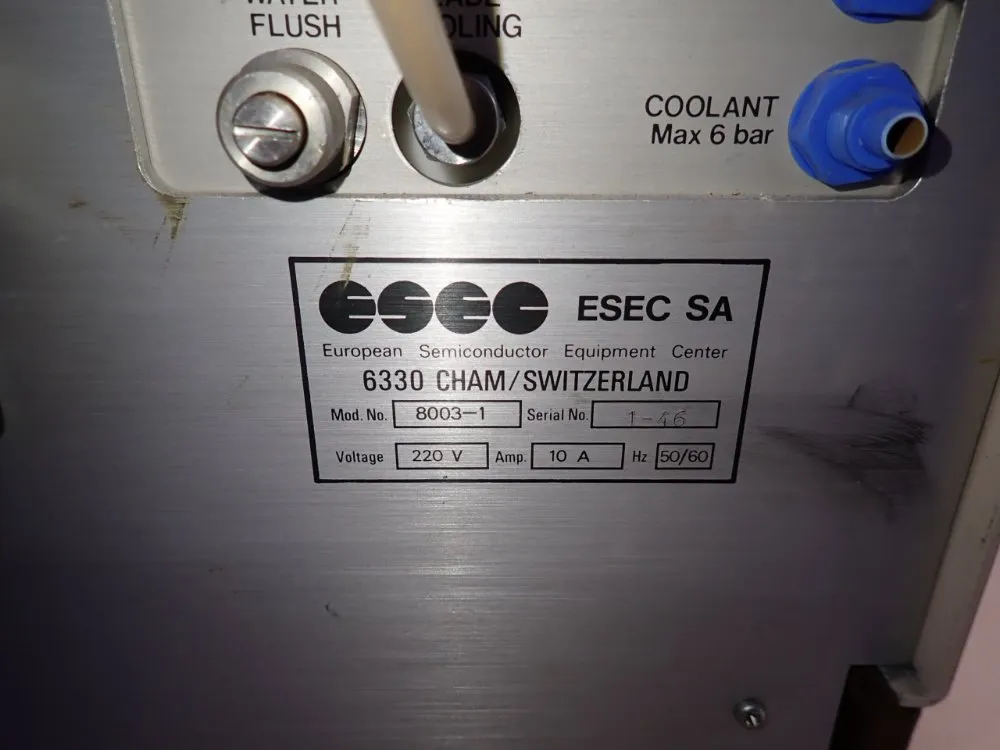 FLUSH
COOLANT
Max 6 bar
esec ESEC SA
European Semiconductor Equipment Center
6330 CHAM/SWITZERLAND
Mod. No. 8003-1 Serial No. 1-46
Voltage 220 V Amp. 10 A Hz 50/60